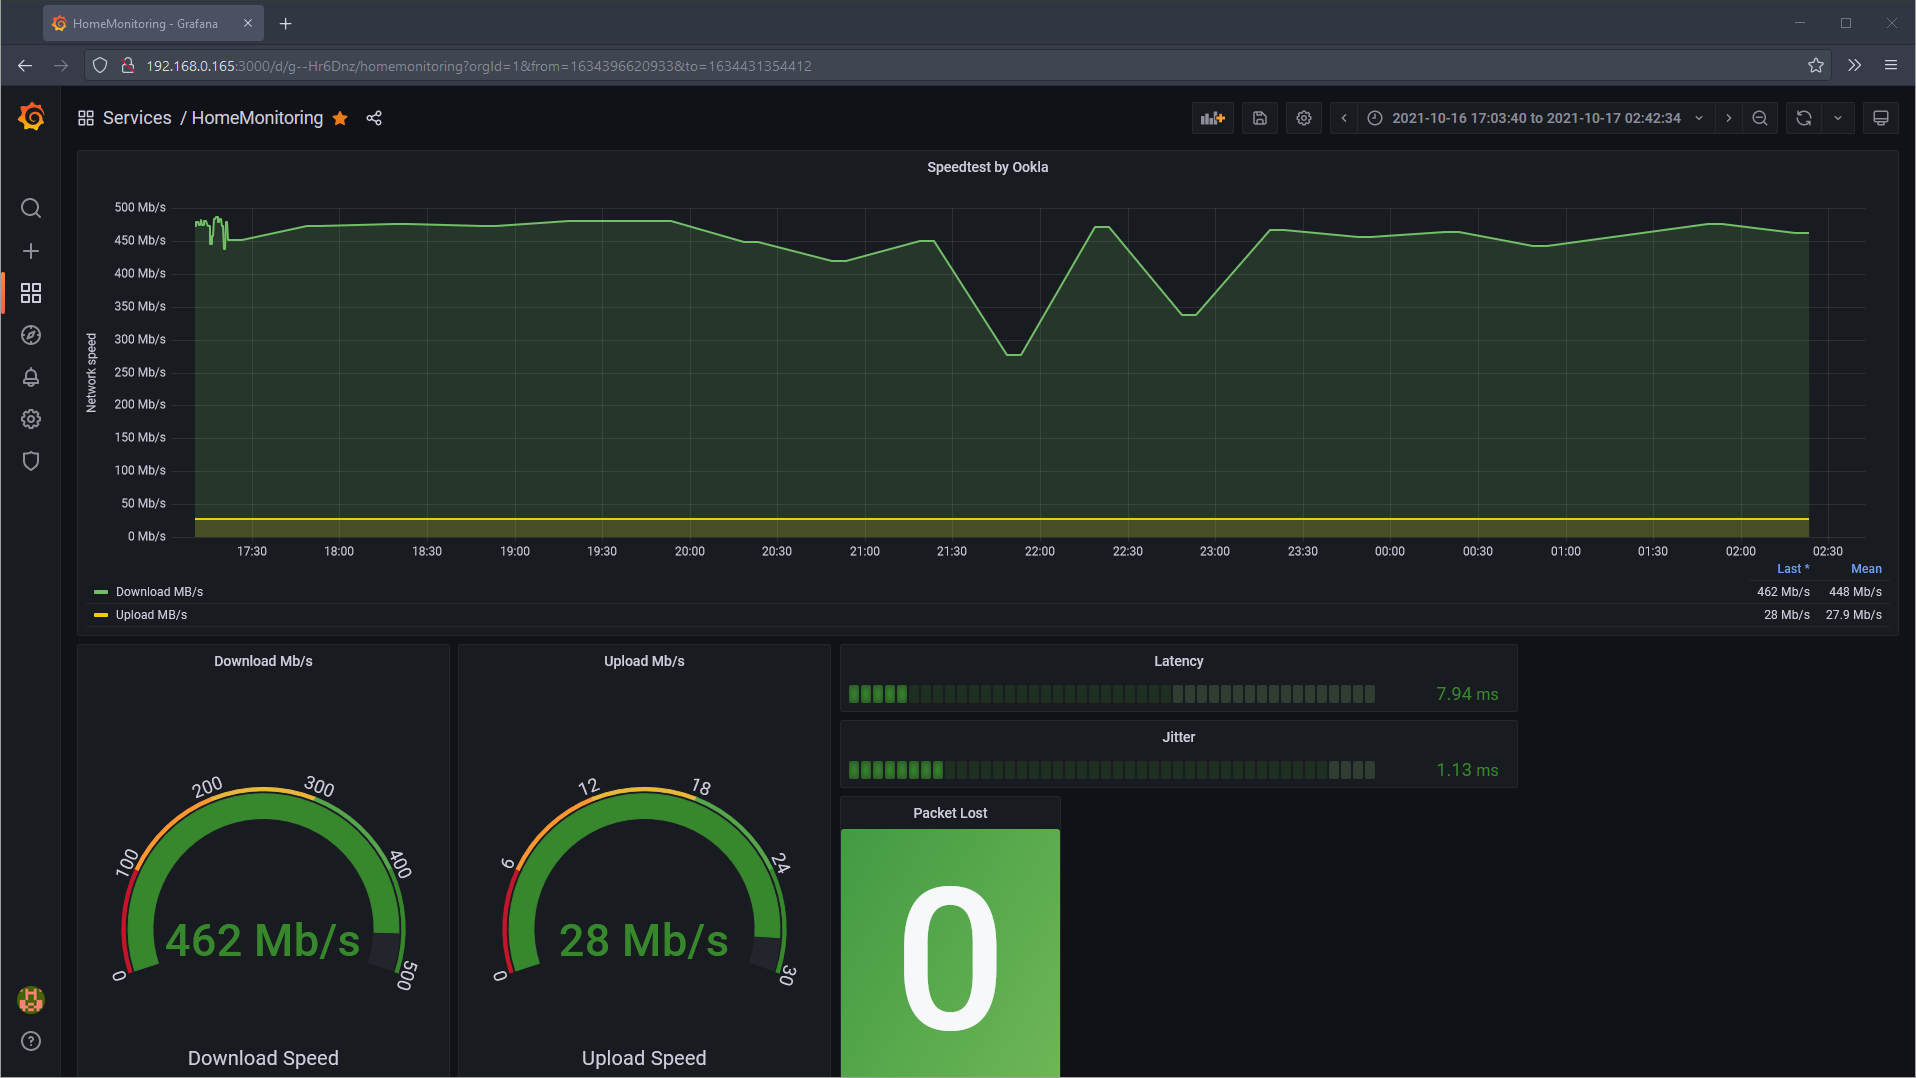 HomeMonitoring - Grafana
192.168.0.165:3000/d/g--Hr6Dnz/homemonitoring?orgId=1&from=1634396620933&to=1634431354412
Services / HomeMonitoring
2021-10-16 17:03:40 to 2021-10-17 02:42:34
Speedtest by Ookla
Network speed
500 Mb/s
450 Mb/s
400 Mb/s
350 Mb/s
300 Mb/s
250 Mb/s
200 Mb/s
150 Mb/s
100 Mb/s
50 Mb/s
0 Mb/s
17:30 18:00 18:30 19:00 19:30 20:00 20:30 21:00 21:30 22:00 22:30 23:00 23:30 00:00 00:30 01:00 01:30 02:00 02:30
Last * Mean
Download MB/s 462 Mb/s 448 Mb/s
Upload MB/s 28 Mb/s 27.9 Mb/s
Download Mb/s
0 100 200 300 400 500
462 Mb/s
Download Speed
Upload Mb/s
0 6 12 18 24 30
28 Mb/s
Upload Speed
Latency
7.94 ms
Jitter
1.13 ms
Packet Lost
0